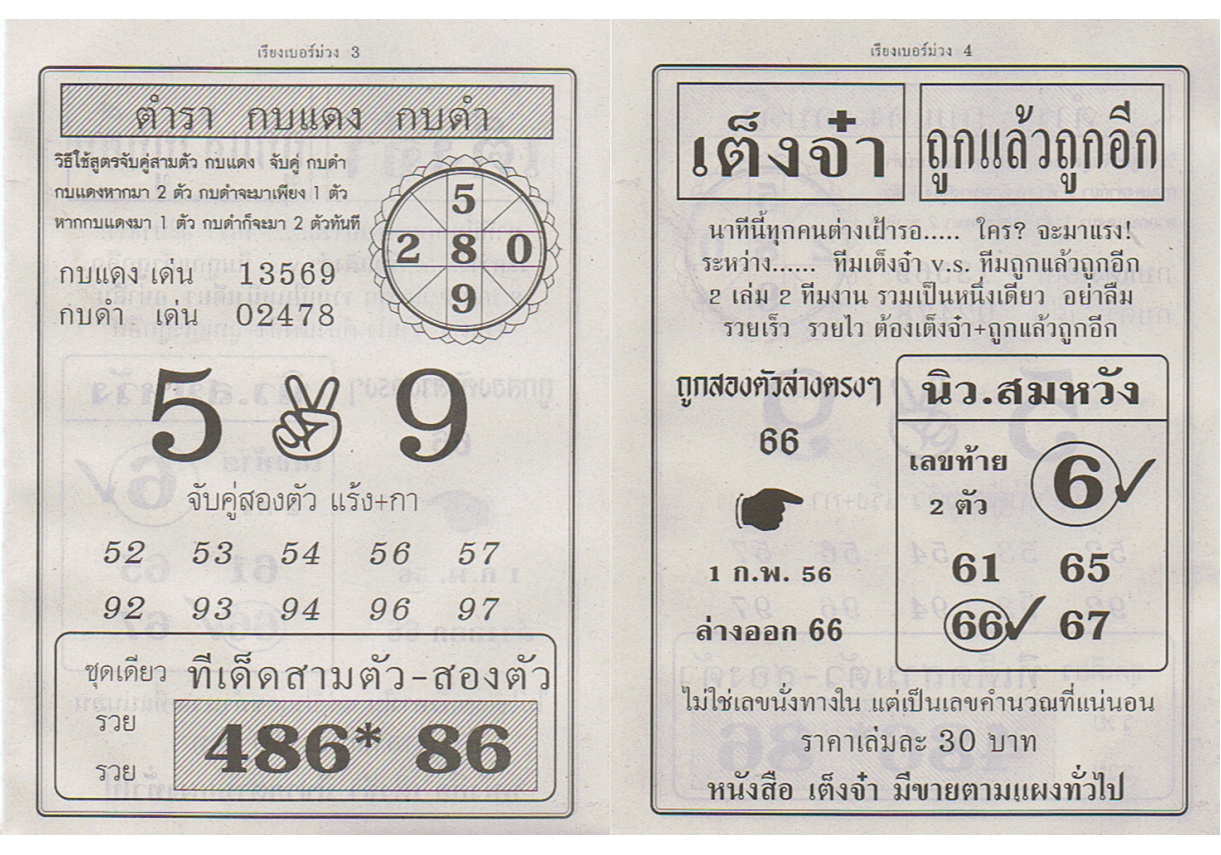 เรียงเบอร์ม่วง 3
ตำรา กบแดง กบดำ
วิธีใช้สูตรจับคู่สามตัว กบแดง จับคู่ กบดำ
กบแดงหากมา 2 ตัว กบดำจะมาเพียง 1 ตัว
หากกบแดงมา 1 ตัว กบดำก็จะมา 2 ตัวทันที
5
2 8 0
9
กบแดง เด่น 13569
กบดำ เด่น 02478
5 9
จับคู่สองตัว แร้ง+กา
52 53 54 56 57
92 93 94 96 97
ชุดเดียว ทีเด็ดสามตัว-สองตัว
รวย
486* 86
รวย
เรียงเบอร์ม่วง 4
เต็งจ๋า
ถูกแล้วถูกอีก
นาทีนี้ทุกคนต่างเฝ้ารอ..... ใคร? จะมาแรง!
ระหว่าง...... ทีมเต็งจ๋า v.s. ทีมถูกแล้วถูกอีก
2 เล่ม 2 ทีมงาน รวมเป็นหนึ่งเดียว อย่าลืม
รวยเร็ว รวยไว ต้องเต็งจ๋า+ถูกแล้วถูกอีก
ถูกสองตัวล่างตรงๆ
66
1 ก.พ. 56
ล่างออก 66
นิว.สมหวัง
เลขท้าย
2 ตัว
6
61 65
66 67
ไม่ใช่เลขนั่งทางใน แต่เป็นเลขคำนวณที่แน่นอน
ราคาเล่มละ 30 บาท
หนังสือ เต็งจ๋า มีขายตามแผงทั่วไป